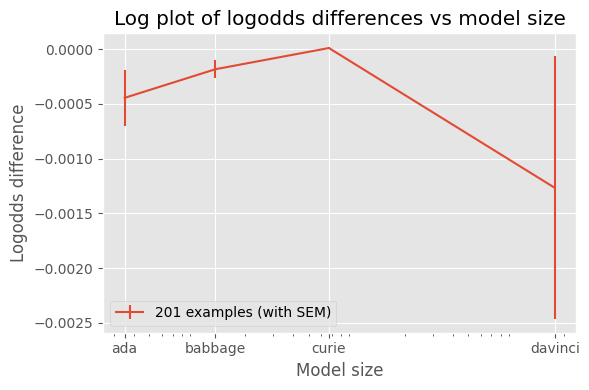 Log plot of logodds differences vs model size
0.0000
−0.0005
−0.0010
−0.0015
−0.0020
−0.0025
Logodds difference
201 examples (with SEM)
ada babbage curie davinci
Model size